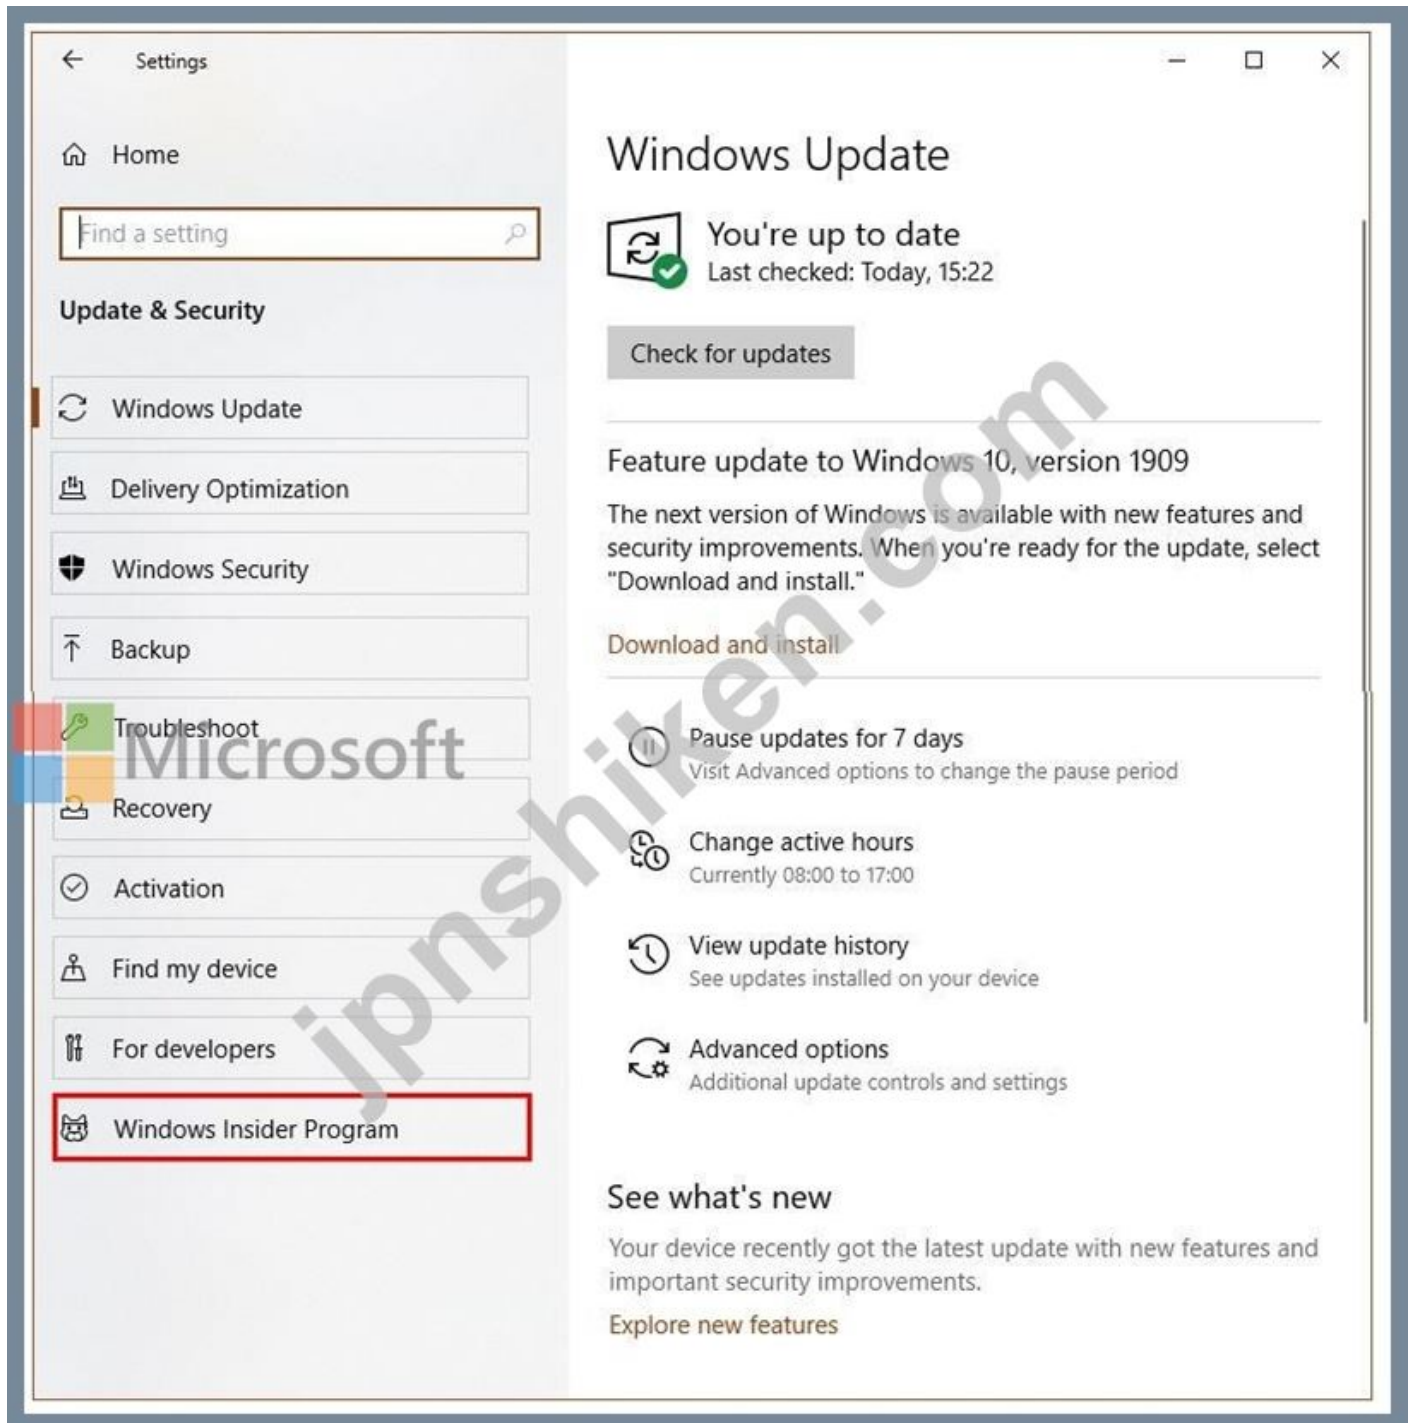 Settings
Home
Find a setting
Update & Security
Windows Update
Delivery Optimization
Windows Security
Backup
Troubleshoot
Microsoft
Recovery
Activation
Find my device
For developers
Windows Insider Program
Windows Update
You're up to date
Last checked: Today, 15:22
Check for updates
Feature update to Windows 10, version 1909
The next version of Windows is available with new features and
security improvements. When you're ready for the update, select
"Download and install."
Download and install
Pause updates for 7 days
Visit Advanced options to change the pause period
Change active hours
Currently 08:00 to 17:00
View update history
See updates installed on your device
Advanced options
Additional update controls and settings
See what's new
Your device recently got the latest update with new features and
important security improvements.
Explore new features
jpnshiken.com